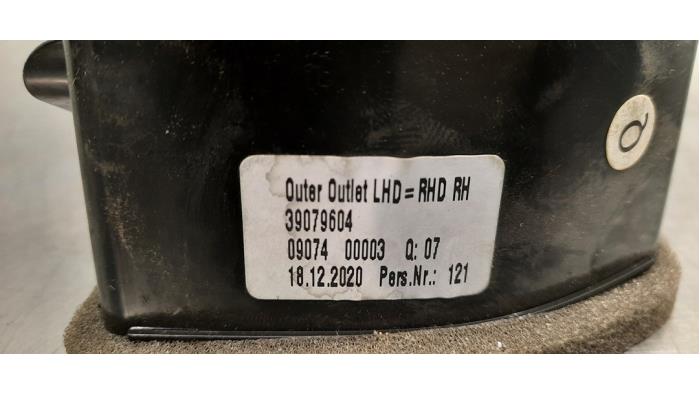 Q
Outer Outlet LHD = RHD RH
39079604
09074 00003 Q: 07
18.12.2020 Pers.Nr.: 121